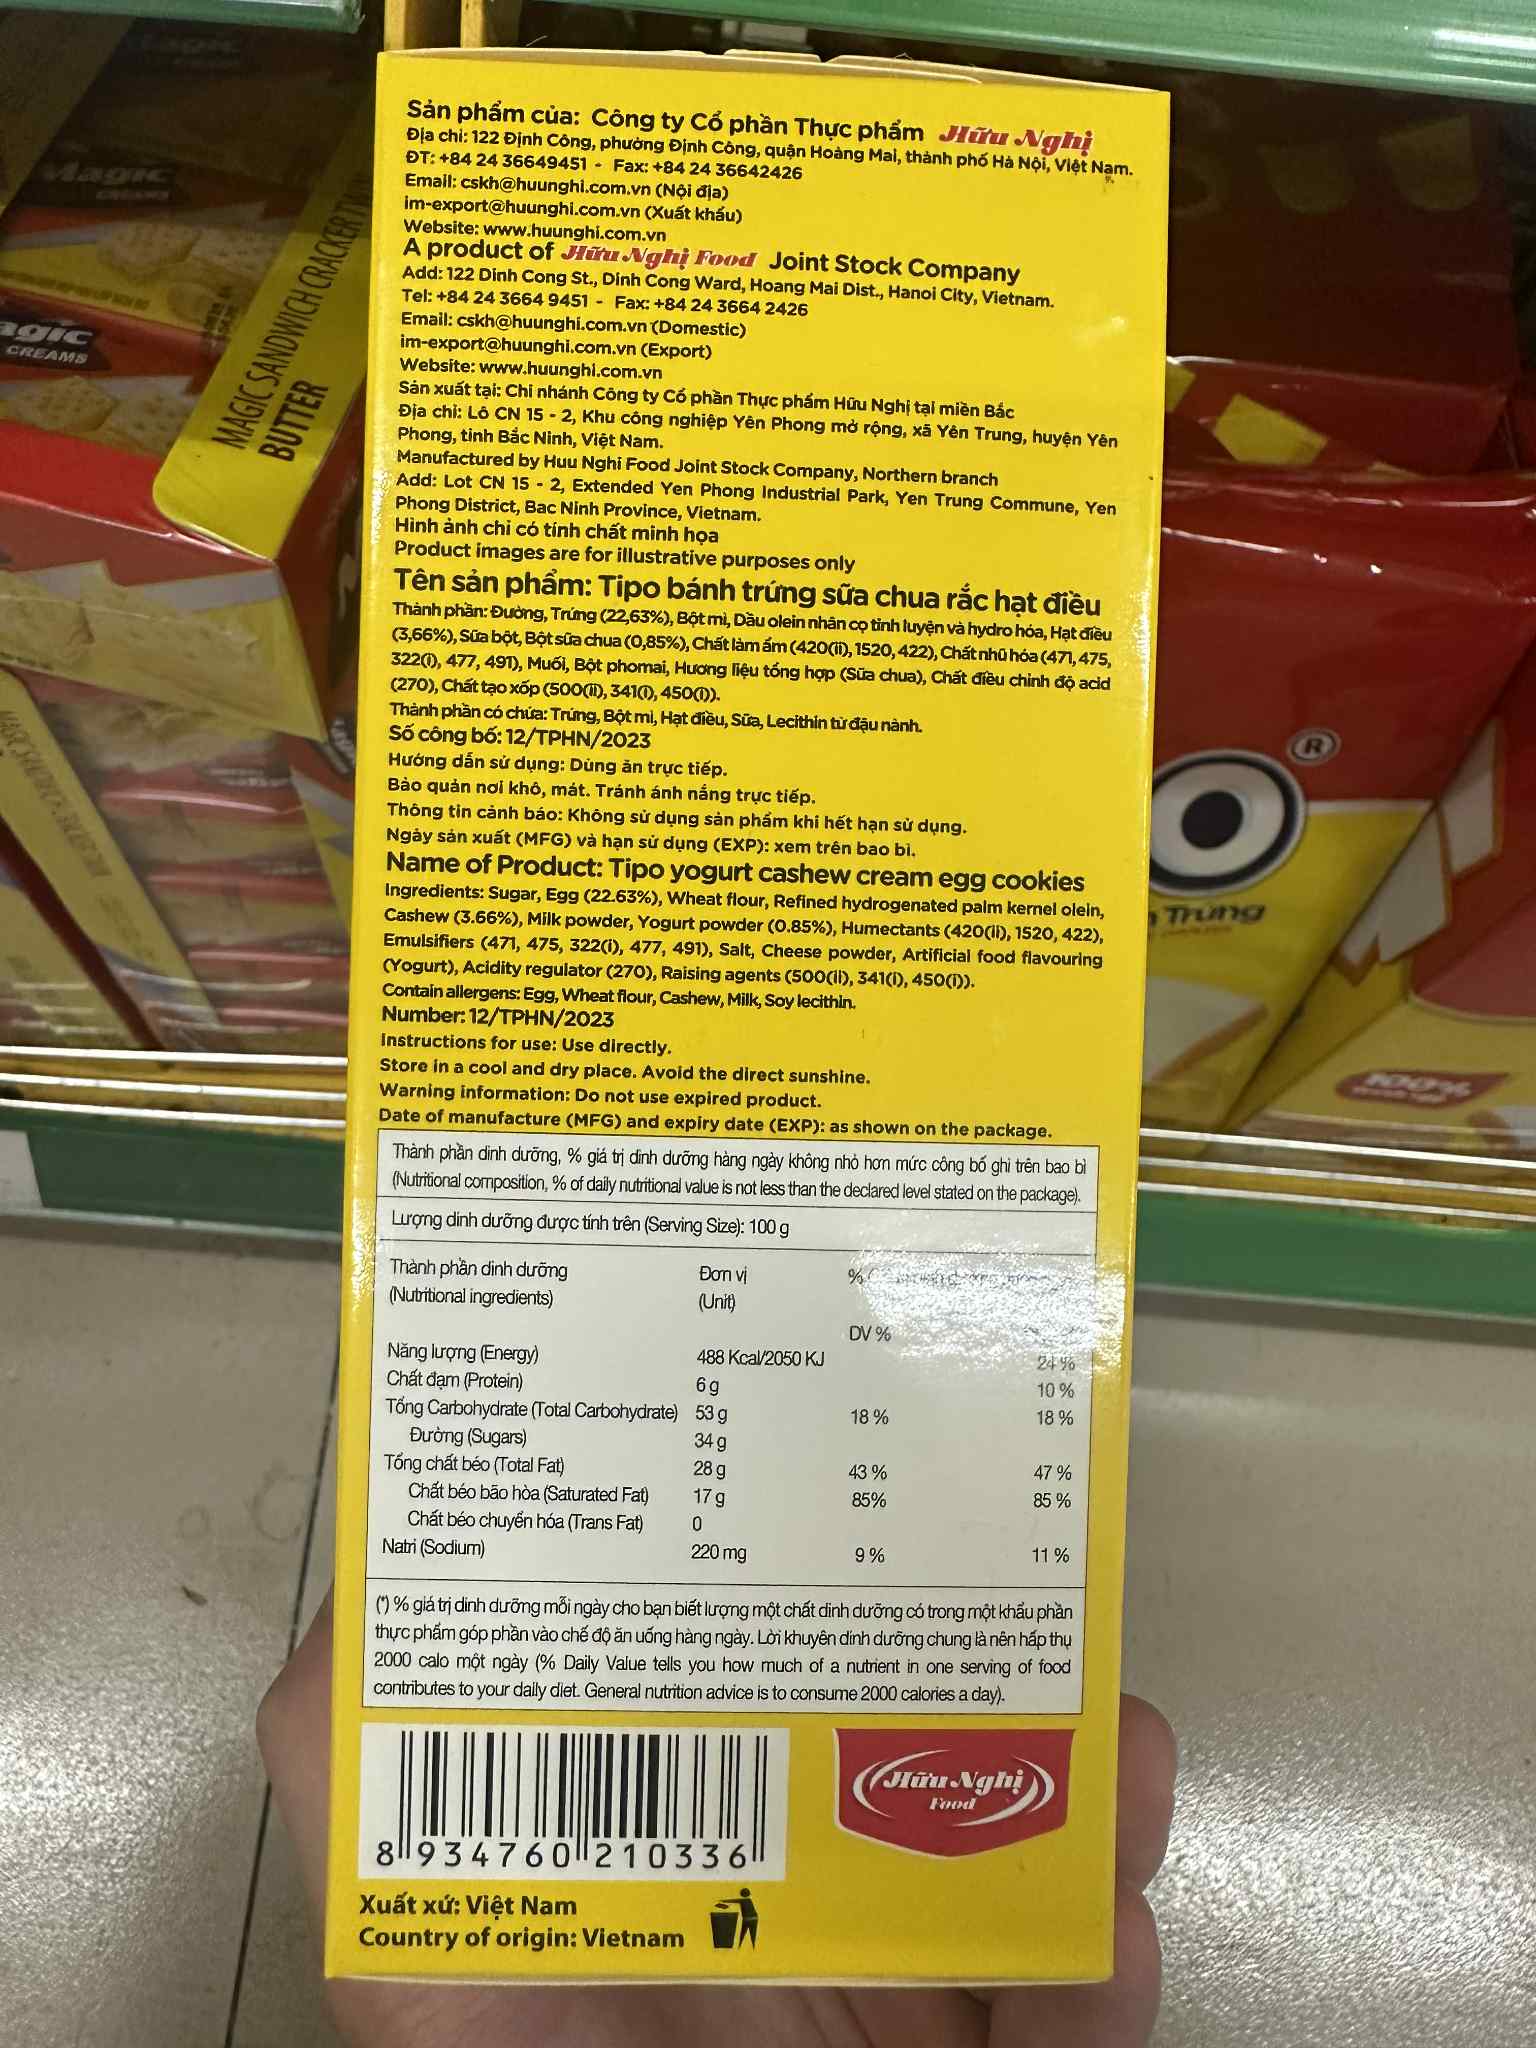 Sản phẩm của: Công ty Cổ phần Thực phẩm Hữu Nghị
Địa chỉ: 122 Định Công, phường Định Công, quận Hoàng Mai, thành phố Hà Nội, Việt Nam.
ĐT: +84 24 36649451 - Fax: +84 24 36642426
Email: cskh@huunghi.com.vn (Nội địa)
im-export@huunghi.com.vn (Xuất khẩu)
Website: www.huunghi.com.vn
A product of Hữu Nghị Food Joint Stock Company
Add: 122 Dinh Cong St., Dinh Cong Ward, Hoang Mai Dist., Hanoi City, Vietnam.
Tel: +84 24 3664 9451 - Fax: +84 24 3664 2426
Email: cskh@huunghi.com.vn (Domestic)
im-export@huunghi.com.vn (Export)
Website: www.huunghi.com.vn
Sản xuất tại: Chi nhánh Công ty Cổ phần Thực phẩm Hữu Nghị tại miền Bắc
Địa chỉ: Lô CN 15 - 2, Khu công nghiệp Yên Phong mở rộng, xã Yên Trung, huyện Yên
Phong, tỉnh Bắc Ninh, Việt Nam.
Manufactured by Huu Nghi Food Joint Stock Company, Northern branch
Add: Lot CN 15 - 2, Extended Yen Phong Industrial Park, Yen Trung Commune, Yen
Phong District, Bac Ninh Province, Vietnam.
Hình ảnh chỉ có tính chất minh họa
Product images are for illustrative purposes only
Tên sản phẩm: Tipo bánh trứng sữa chua rắc hạt điều
Thành phần: Đường, Trứng (22,63%), Bột mì, Dầu olein nhân cọ tinh luyện và hydro hóa, Hạt điều
(3,66%), Sữa bột, Bột sữa chua (0,85%), Chất làm ẩm (420(ii), 1520, 422), Chất nhũ hóa (471, 475,
322(i), 477, 491), Muối, Bột phomai, Hương liệu tổng hợp (Sữa chua), Chất điều chỉnh độ acid
(270), Chất tạo xốp (500(ii), 341(i), 450(i)).
Thành phần có chứa: Trứng, Bột mì, Hạt điều, Sữa, Lecithin từ đậu nành.
Số công bố: 12/TPHN/2023
Hướng dẫn sử dụng: Dùng ăn trực tiếp.
Bảo quản nơi khô, mát. Tránh ánh nắng trực tiếp.
Thông tin cảnh báo: Không sử dụng sản phẩm khi hết hạn sử dụng.
Ngày sản xuất (MFG) và hạn sử dụng (EXP): xem trên bao bì.
Name of Product: Tipo yogurt cashew cream egg cookies
Ingredients: Sugar, Egg (22.63%), Wheat flour, Refined hydrogenated palm kernel olein,
Cashew (3.66%), Milk powder, Yogurt powder (0.85%), Humectants (420(ii), 1520, 422),
Emulsifiers (471, 475, 322(i), 477, 491), Salt, Cheese powder, Artificial food flavouring
(Yogurt), Acidity regulator (270), Raising agents (500(ii), 341(i), 450(i)).
Contain allergens: Egg, Wheat flour, Cashew, Milk, Soy lecithin.
Number: 12/TPHN/2023
Instructions for use: Use directly.
Store in a cool and dry place. Avoid the direct sunshine.
Warning information: Do not use expired product.
Date of manufacture (MFG) and expiry date (EXP): as shown on the package.
Thành phần dinh dưỡng, % giá trị dinh dưỡng hàng ngày không nhỏ hơn mức công bố ghi trên bao bì
(Nutritional composition, % of daily nutritional value is not less than the declared level stated on the package).
Lượng dinh dưỡng được tính trên (Serving Size): 100 g
Thành phần dinh dưỡng Đơn vị %
(Nutritional ingredients) (Unit)
DV %
Năng lượng (Energy) 488 Kcal/2050 KJ 24 %
Chất đạm (Protein) 6 g 10 %
Tổng Carbohydrate (Total Carbohydrate) 53 g 18 % 18 %
Đường (Sugars) 34 g
Tổng chất béo (Total Fat) 28 g 43 % 47 %
Chất béo bão hòa (Saturated Fat) 17 g 85% 85 %
Chất béo chuyển hóa (Trans Fat) 0
Natri (Sodium) 220 mg 9 % 11 %
(*) % giá trị dinh dưỡng mỗi ngày cho bạn biết lượng một chất dinh dưỡng có trong một khẩu phần
thực phẩm góp phần vào chế độ ăn uống hàng ngày. Lời khuyên dinh dưỡng chung là nên hấp thụ
2000 calo một ngày (% Daily Value tells you how much of a nutrient in one serving of food
contributes to your daily diet. General nutrition advice is to consume 2000 calories a day).
8 934760 210336
Hữu Nghị
Food
Xuất xứ: Việt Nam
Country of origin: Vietnam
Magic
CREAMS
MAGIC SANDWICH CRACKER
BUTTER
CREAMS
®
Trứng
100%